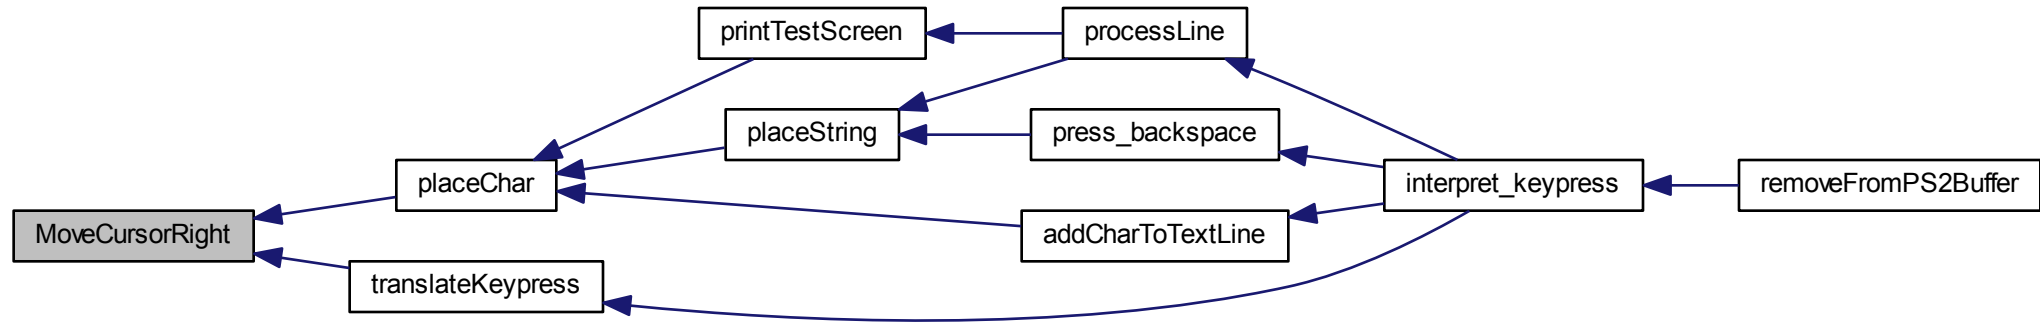 printTestScreen
processLine
placeString
press_backspace
placeChar
interpret_keypress
removeFromPS2Buffer
MoveCursorRight
addCharToTextLine
translateKeypress